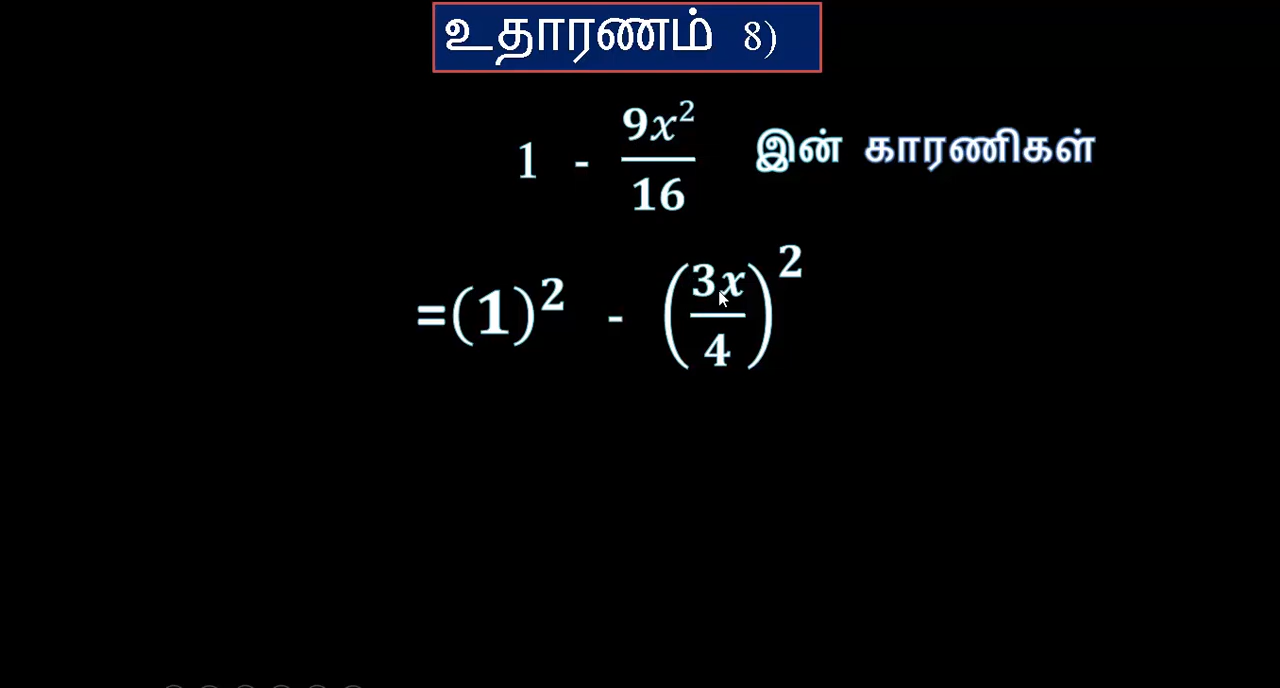 உதாரணம் 8)
1 - 9x²/16 இன் காரணிகள்
=(1)² - (3x/4)²